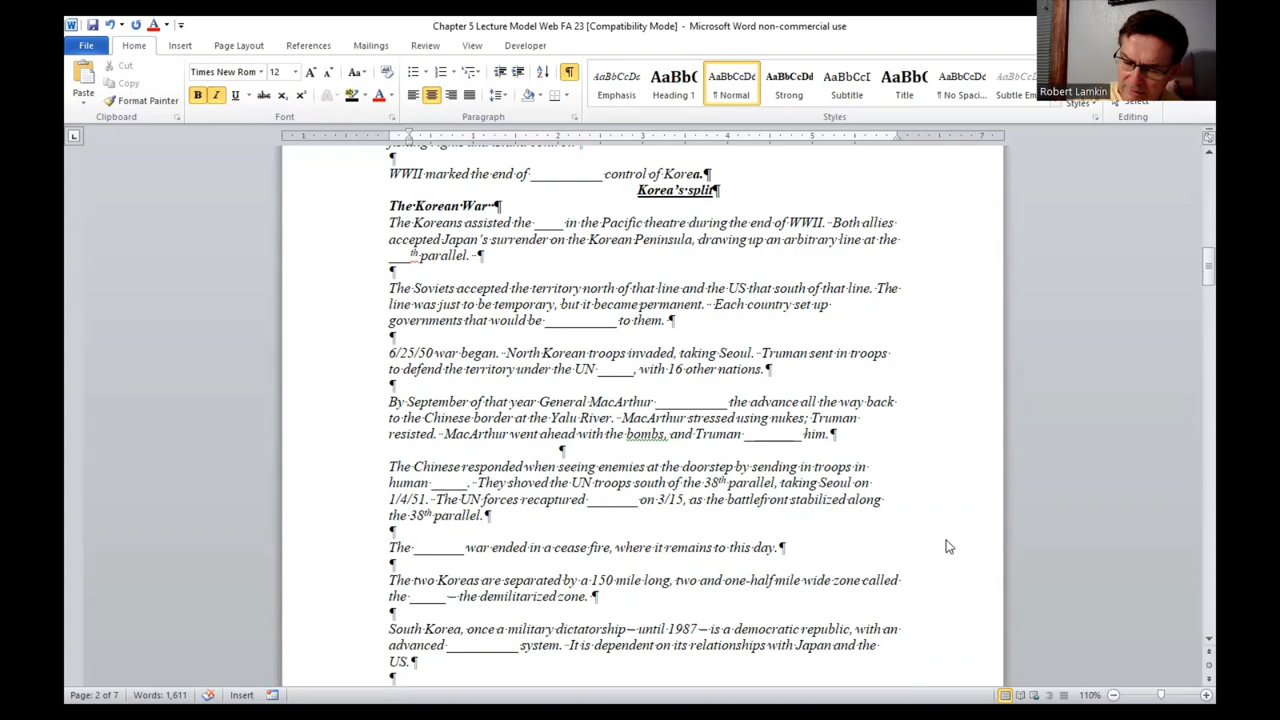 Chapter 5 Lecture Model Web FA 23 [Compatibility Mode] - Microsoft Word non-commercial use
File Home Insert Page Layout References Mailings Review View Developer
Cut
Copy
Format Painter
Paste
Clipboard
Times New Rom 12
Font
Paragraph
AaBbCcDc AaBbC AaBbCcDc AaBbCcDc AaBbCcDc AaBbC AaBbCcDc
Emphasis Heading 1 ¶ Normal Strong Subtitle Title ¶ No Spaci... Subtle Em
Styles
Styles
Editing
Robert Lamkin
¶
WWII marked the end of __________ control of Korea.¶
Korea's split¶
The Korean War ¶
The Koreans assisted the ____ in the Pacific theatre during the end of WWII. Both allies
accepted Japan's surrender on the Korean Peninsula, drawing up an arbitrary line at the
___th parallel. ¶
¶
The Soviets accepted the territory north of that line and the US that south of that line. The
line was just to be temporary, but it became permanent. Each country set up
governments that would be __________ to them. ¶
¶
6/25/50 war began. North Korean troops invaded, taking Seoul. Truman sent in troops
to defend the territory under the UN _____, with 16 other nations.¶
¶
By September of that year General MacArthur __________ the advance all the way back
to the Chinese border at the Yalu River. MacArthur stressed using nukes; Truman
resisted. MacArthur went ahead with the bombs, and Truman ________ him.¶
¶
The Chinese responded when seeing enemies at the doorstep by sending in troops in
human _____. They shoved the UN troops south of the 38th parallel, taking Seoul on
1/4/51. The UN forces recaptured _______ on 3/15, as the battlefront stabilized along
the 38th parallel.¶
¶
The _______ war ended in a cease fire, where it remains to this day.¶
¶
The two Koreas are separated by a 150 mile long, two and one-half mile wide zone called
the _____ – the demilitarized zone. ¶
¶
South Korea, once a military dictatorship – until 1987 – is a democratic republic, with an
advanced __________ system. It is dependent on its relationships with Japan and the
US.¶
¶
Page: 2 of 7 Words: 1,611 Insert 110%